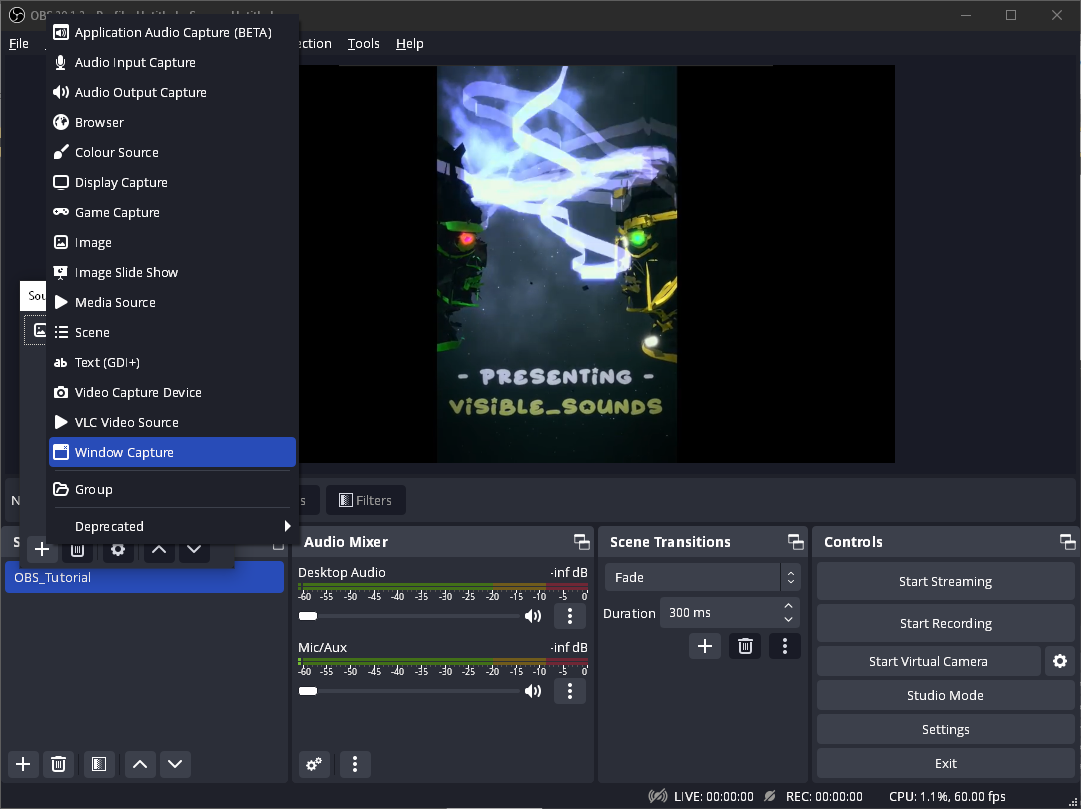 File
ection
Tools
Help
Application Audio Capture (BETA)
Audio Input Capture
Audio Output Capture
Browser
Colour Source
Display Capture
Game Capture
Image
Image Slide Show
Media Source
Scene
Text (GDI+)
Video Capture Device
VLC Video Source
Window Capture
Group
Deprecated
Sou
- PRESENTING -
VISIBLE_SOUNDS
N
s
Filters
S
OBS_Tutorial
Audio Mixer
Desktop Audio
-inf dB
-60 -55 -50 -45 -40 -35 -30 -25 -20 -15 -10 -5 0
Mic/Aux
-inf dB
-60 -55 -50 -45 -40 -35 -30 -25 -20 -15 -10 -5 0
Scene Transitions
Fade
Duration
300 ms
Controls
Start Streaming
Start Recording
Start Virtual Camera
Studio Mode
Settings
Exit
LIVE: 00:00:00
REC: 00:00:00
CPU: 1.1%, 60.00 fps